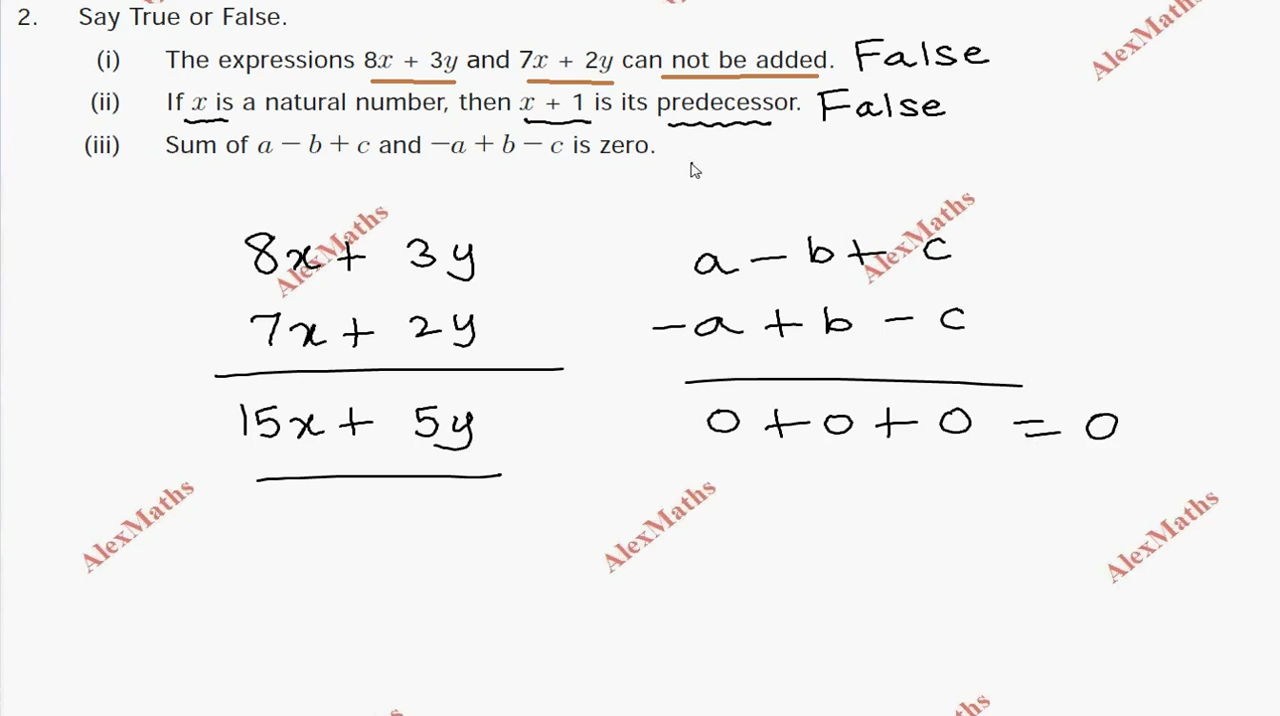 2. Say True or False.
(i) The expressions 8x + 3y and 7x + 2y can not be added. False
(ii) If x is a natural number, then x + 1 is its predecessor. False
(iii) Sum of a − b + c and −a + b − c is zero.
8x + 3y
7x + 2y
15x + 5y
a − b + c
−a + b − c
0 + 0 + 0 = 0
AlexMaths
AlexMaths
AlexMaths
AlexMaths
AlexMaths
AlexMaths